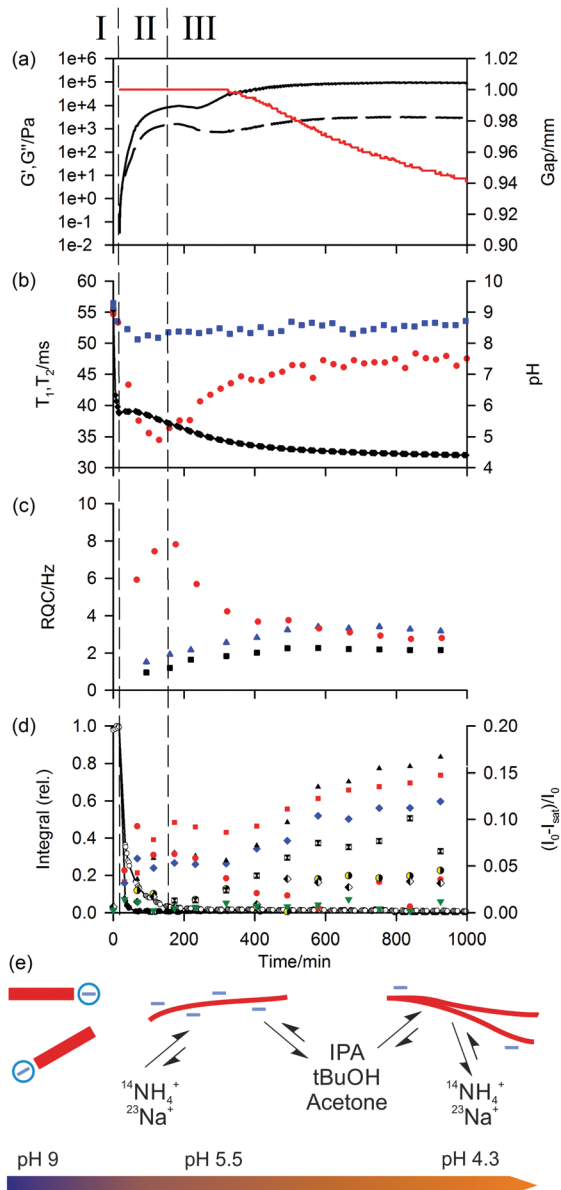 I II III
(a)
1e+6
1e+5
1e+4
1e+3
1e+2
1e+1
1e+0
1e-1
1e-2
G',G''/Pa
1.02
1.00
0.98
0.96
0.94
0.92
0.90
Gap/mm
(b)
60
55
50
45
40
35
30
T1,T2/ms
10
9
8
7
6
5
4
pH
(c)
10
8
6
4
2
0
RQC/Hz
(d)
1.0
0.8
0.6
0.4
0.2
0.0
Integral (rel.)
0.20
0.15
0.10
0.05
0.00
(I0-Isat)/I0
0 200 400 600 800 1000
Time/min
(e)
IPA
tBuOH
Acetone
14NH4+
23Na+
14NH4+
23Na+
pH 9 pH 5.5 pH 4.3